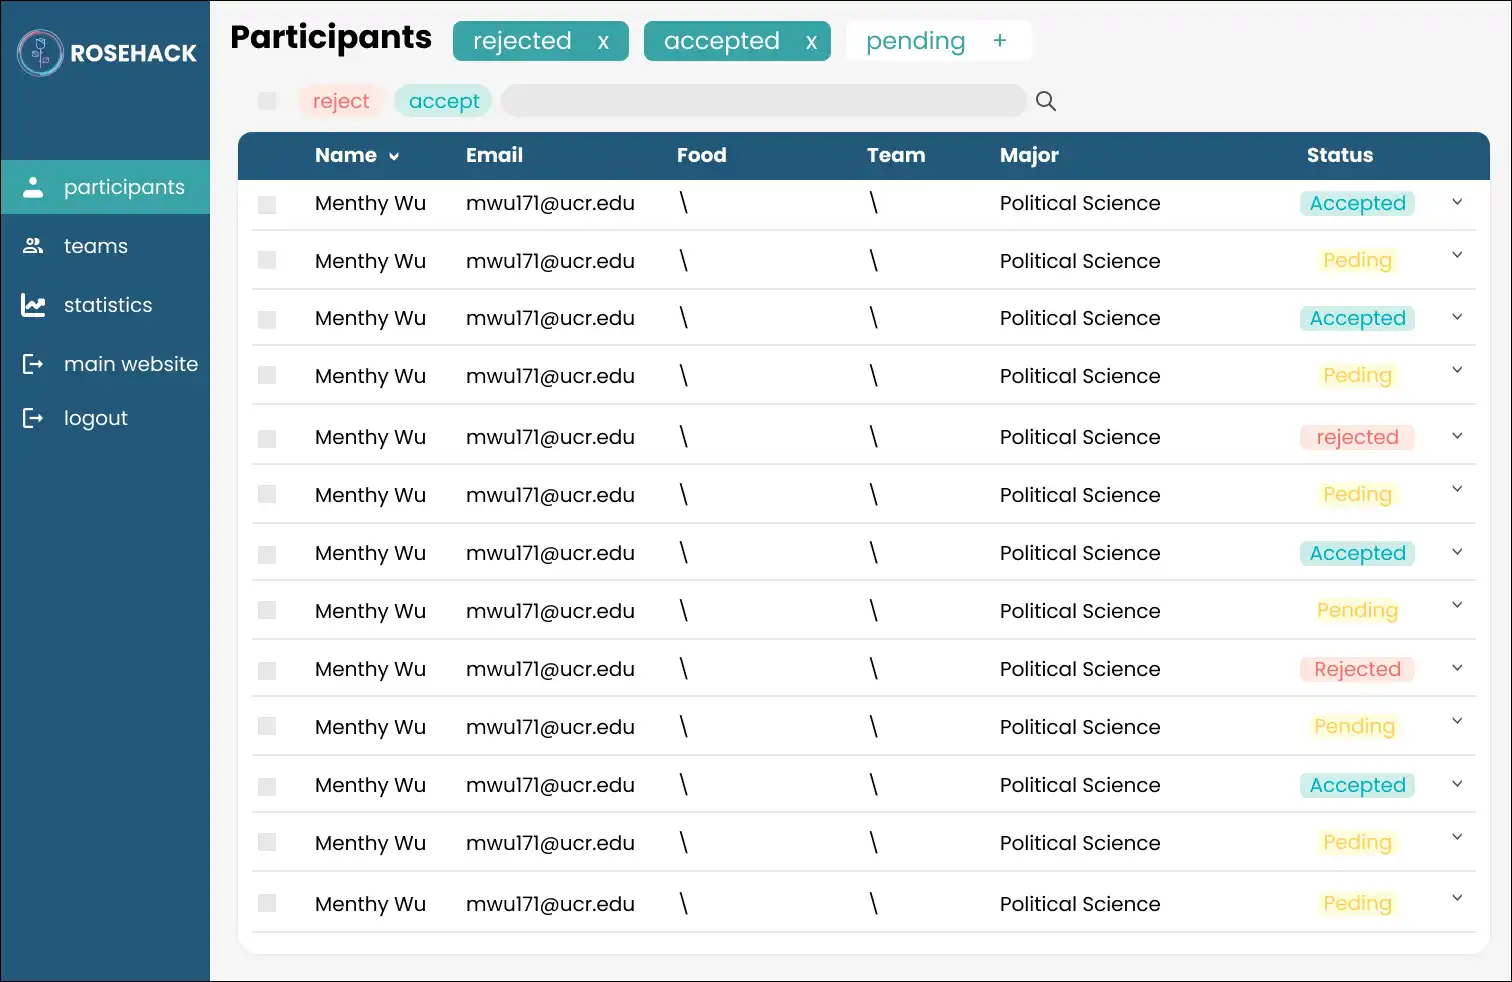 ROSEHACK
participants
teams
statistics
main website
logout
Participants rejected x accepted x pending +
reject accept
Name Email Food Team Major Status
Menthy Wu mwu171@ucr.edu \ \ Political Science Accepted
Menthy Wu mwu171@ucr.edu \ \ Political Science Peding
Menthy Wu mwu171@ucr.edu \ \ Political Science Accepted
Menthy Wu mwu171@ucr.edu \ \ Political Science Peding
Menthy Wu mwu171@ucr.edu \ \ Political Science rejected
Menthy Wu mwu171@ucr.edu \ \ Political Science Peding
Menthy Wu mwu171@ucr.edu \ \ Political Science Accepted
Menthy Wu mwu171@ucr.edu \ \ Political Science Pending
Menthy Wu mwu171@ucr.edu \ \ Political Science Rejected
Menthy Wu mwu171@ucr.edu \ \ Political Science Pending
Menthy Wu mwu171@ucr.edu \ \ Political Science Accepted
Menthy Wu mwu171@ucr.edu \ \ Political Science Peding
Menthy Wu mwu171@ucr.edu \ \ Political Science Peding